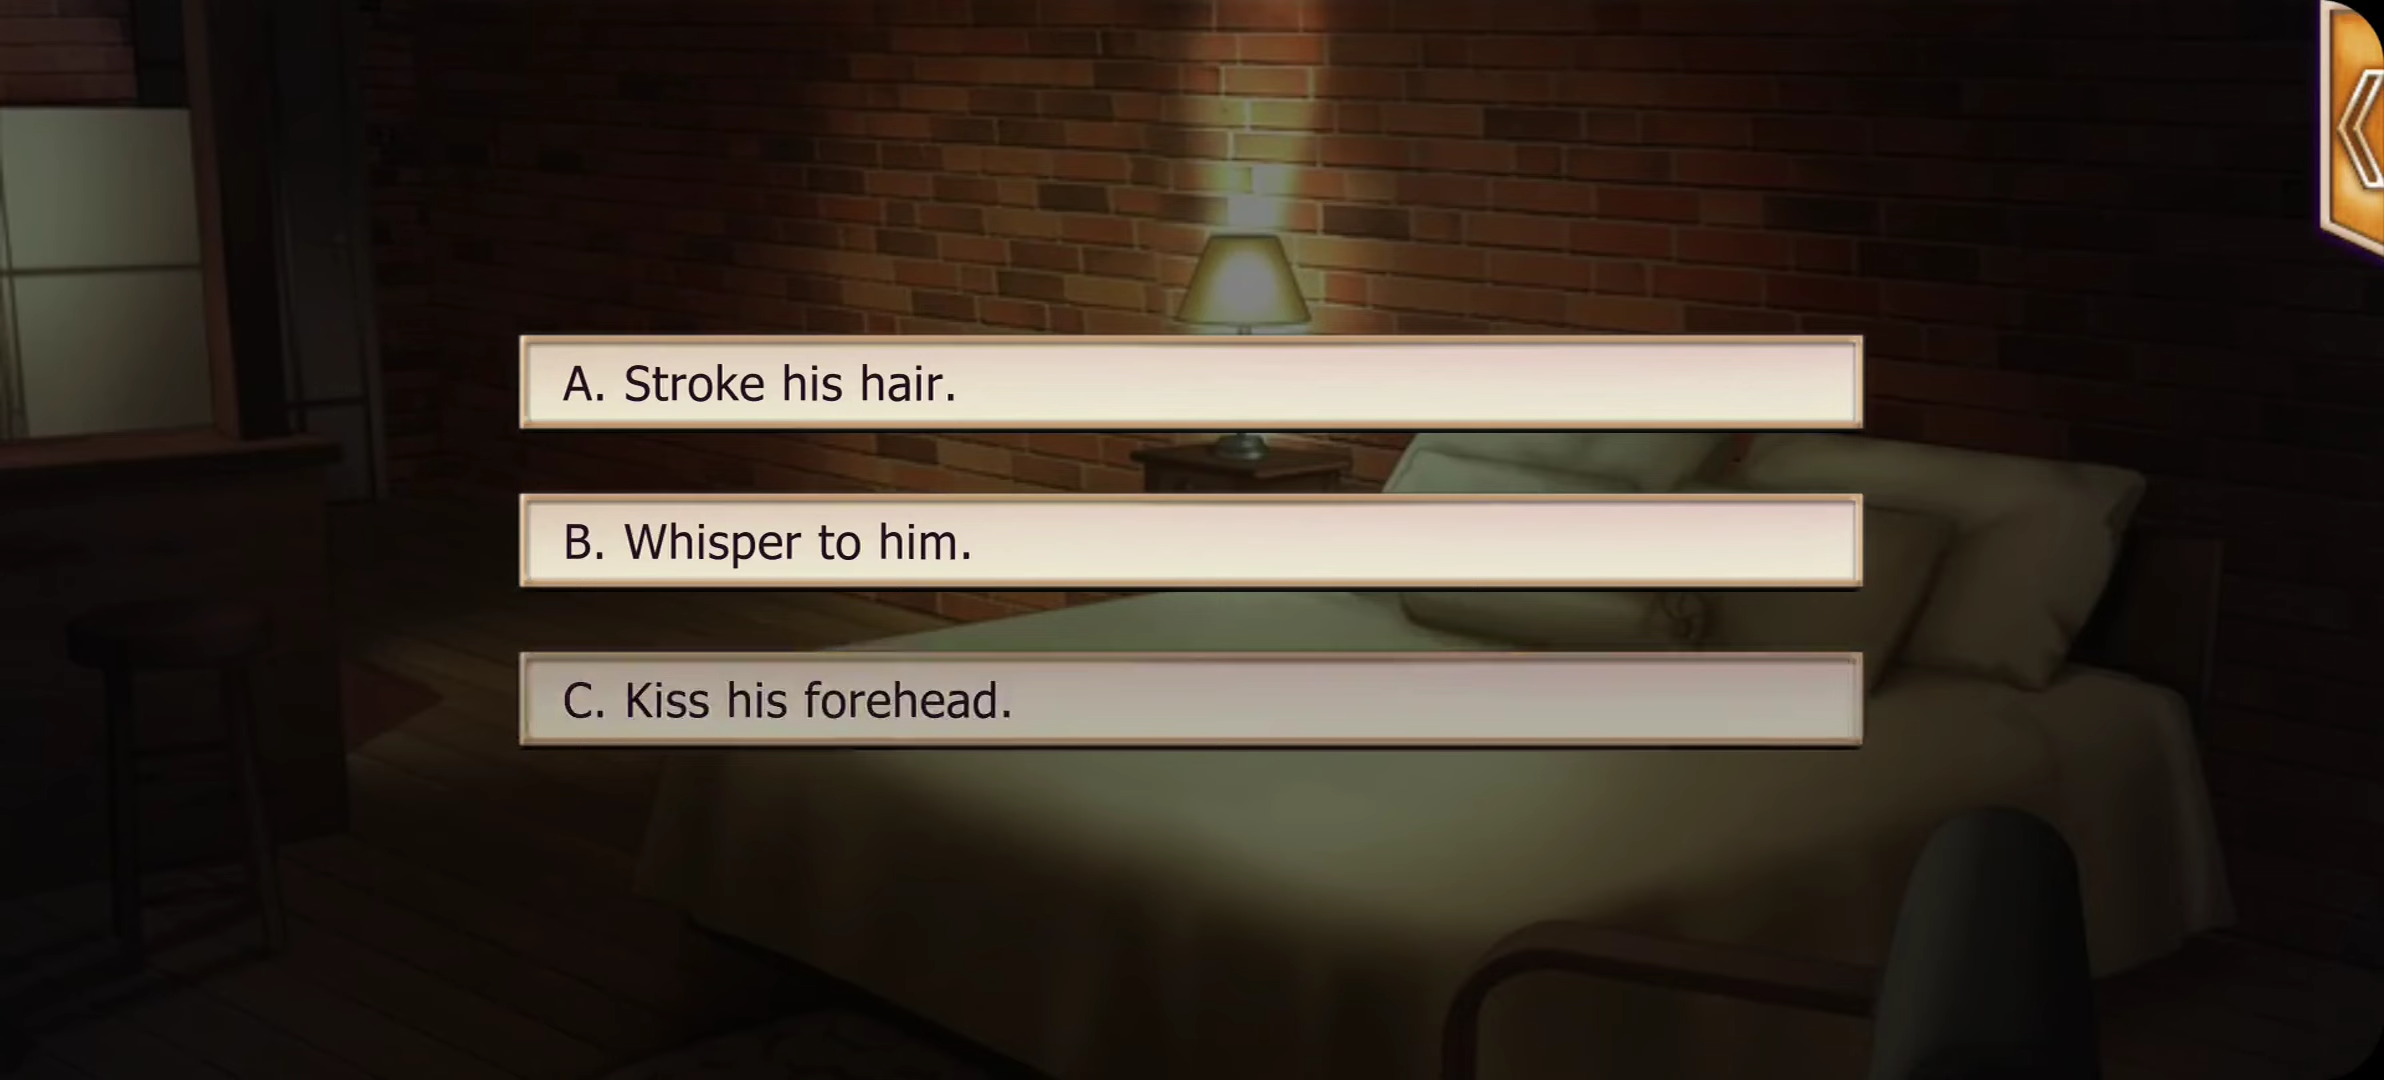 A. Stroke his hair.
B. Whisper to him.
C. Kiss his forehead.